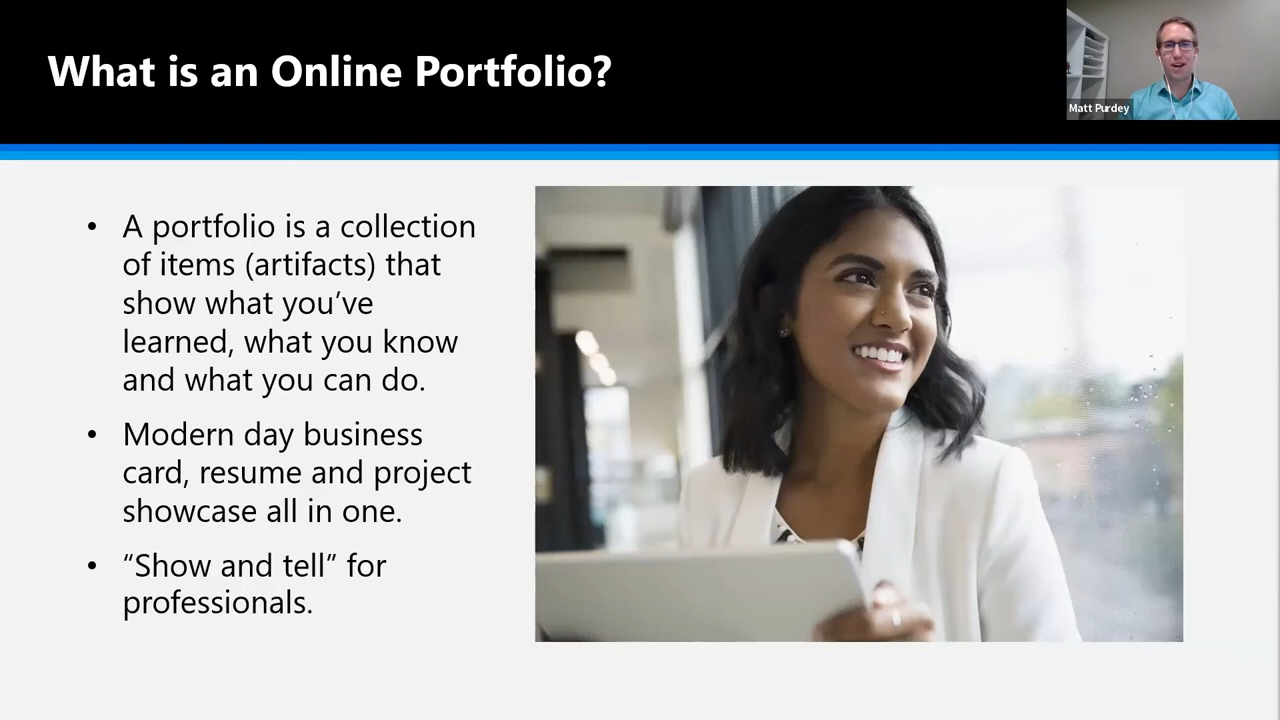 What is an Online Portfolio?
Matt Purdey
• A portfolio is a collection
of items (artifacts) that
show what you’ve
learned, what you know
and what you can do.
• Modern day business
card, resume and project
showcase all in one.
• “Show and tell” for
professionals.